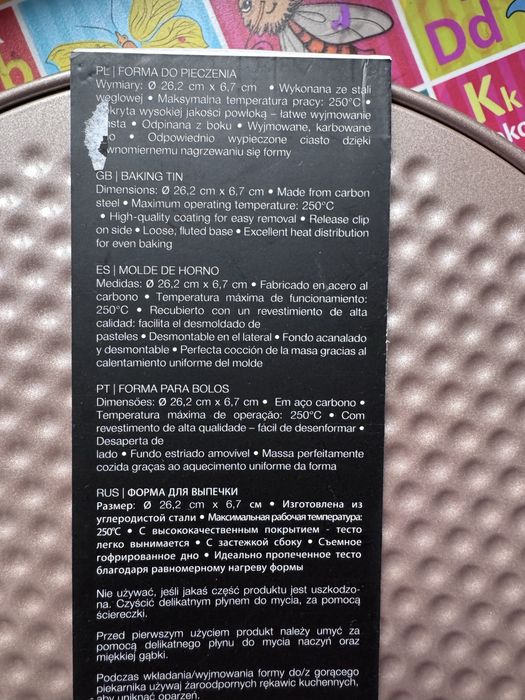 Dd
Kk
PL | FORMA DO PIECZENIA
Wymiary: Ø 26,2 cm x 6,7 cm • Wykonana ze stali
węglowej • Maksymalna temperatura pracy: 250°C •
okryta wysokiej jakości powłoką – łatwe wyjmowanie
asta • Odpinana z boku • Wyjmowane, karbowane
no • Odpowiednio wypieczone ciasto dzięki
wnomiernemu nagrzewaniu się formy
GB | BAKING TIN
Dimensions: Ø 26,2 cm x 6,7 cm • Made from carbon
steel • Maximum operating temperature: 250°C
• High-quality coating for easy removal • Release clip
on side • Loose, fluted base • Excellent heat distribution
for even baking
ES | MOLDE DE HORNO
Medidas: Ø 26,2 cm x 6,7 cm • Fabricado en acero al
carbono • Temperatura máxima de funcionamiento:
250°C • Recubierto con un revestimiento de alta
calidad: facilita el desmoldado de
pasteles • Desmontable en el lateral • Fondo acanalado
y desmontable • Perfecta cocción de la masa gracias al
calentamiento uniforme del molde
PT | FORMA PARA BOLOS
Dimensões: Ø 26,2 cm x 6,7 cm • Em aço carbono •
Temperatura máxima de operação: 250°C • Com
revestimento de alta qualidade – fácil de desenformar •
Desaperta de
lado • Fundo estriado amovível • Massa perfeitamente
cozida graças ao aquecimento uniforme da forma
RUS | ФОРМА ДЛЯ ВЫПЕЧКИ
Размер: Ø 26,2 см x 6,7 см • Изготовлена из
углеродистой стали • Максимальная рабочая температура:
250°C • С высококачественным покрытием - тесто
легко вынимается • С застежкой сбоку • Съемное
гофрированное дно • Идеально пропеченное тесто
благодаря равномерному нагреву формы
Nie używać, jeśli jakaś część produktu jest uszkodzo-
na. Czyścić delikatnym płynem do mycia, za pomocą
ściereczki.
Przed pierwszym użyciem produkt należy umyć za
pomocą delikatnego płynu do mycia naczyń oraz
miękkiej gąbki.
Podczas wkładania/wyjmowania formy do/z gorącego
piekarnika używaj żaroodpornych rękawic kuchennych,
aby uniknąć oparzeń.